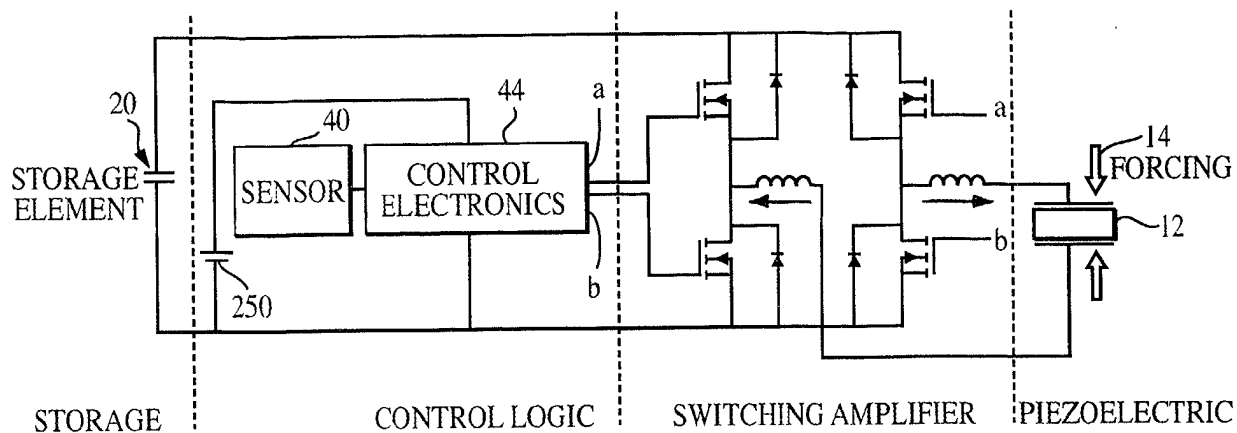 20
STORAGE
ELEMENT
250
40
SENSOR
44
CONTROL
ELECTRONICS
a
b
a
b
14
FORCING
12
STORAGE
CONTROL LOGIC
SWITCHING AMPLIFIER
PIEZOELECTRIC